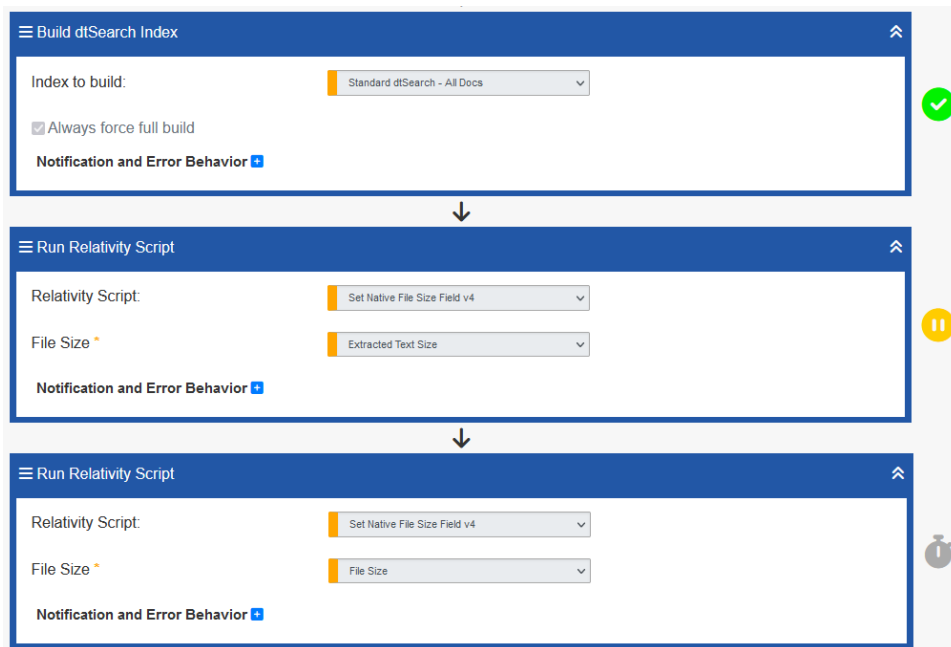 Build dtSearch Index
Index to build:
Standard dtSearch - All Docs
Always force full build
Notification and Error Behavior
Run Relativity Script
Relativity Script:
Set Native File Size Field v4
File Size *
Extracted Text Size
Notification and Error Behavior
Run Relativity Script
Relativity Script:
Set Native File Size Field v4
File Size *
File Size
Notification and Error Behavior